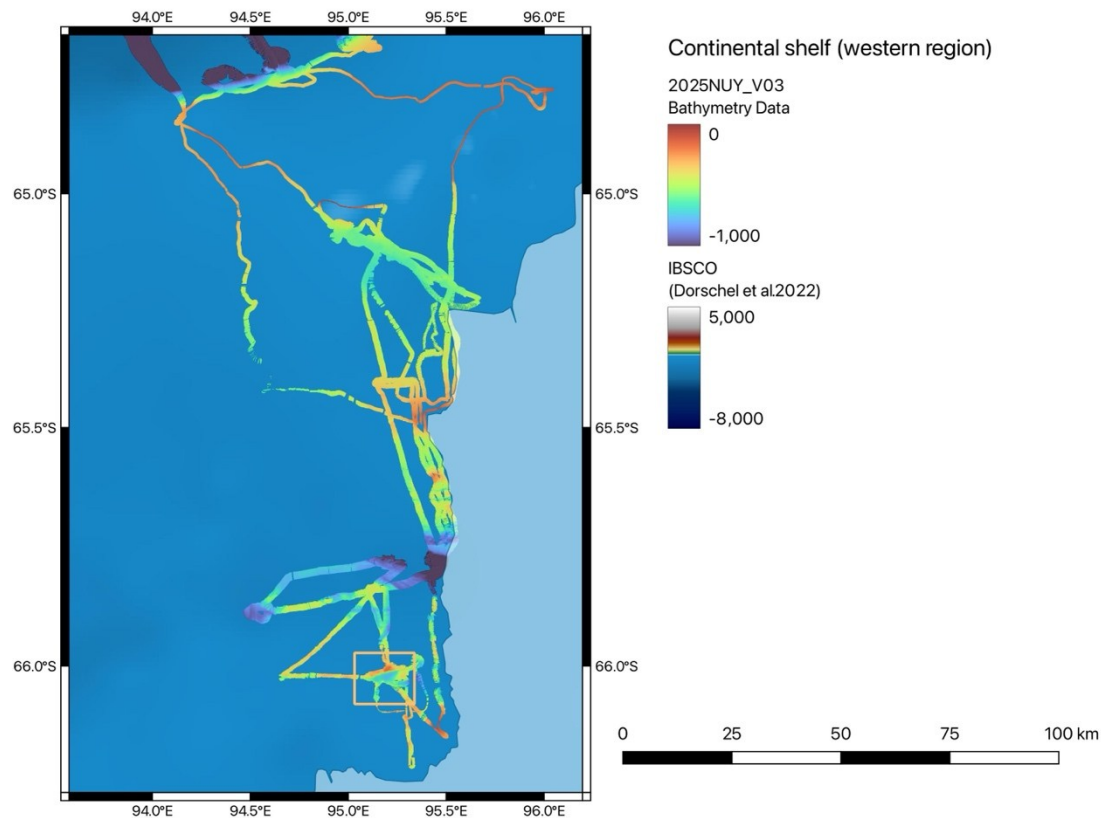 94.0°E 94.5°E 95.0°E 95.5°E 96.0°E
65.0°S 65.0°S
65.5°S 65.5°S
66.0°S 66.0°S
94.0°E 94.5°E 95.0°E 95.5°E 96.0°E
Continental shelf (western region)
2025NUY_V03
Bathymetry Data
0
-1,000
IBSCO
(Dorschel et al.2022)
5,000
-8,000
0 25 50 75 100 km